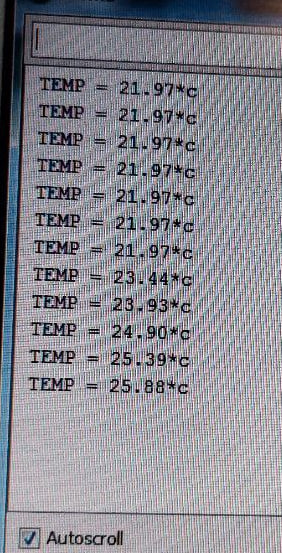 TEMP = 21.97*c
TEMP = 21.97*c
TEMP = 21.97*c
TEMP = 21.97*c
TEMP = 21.97*c
TEMP = 21.97*c
TEMP = 21.97*c
TEMP = 23.44*c
TEMP = 23.93*c
TEMP = 24.90*c
TEMP = 25.39*c
TEMP = 25.88*c
Autoscroll